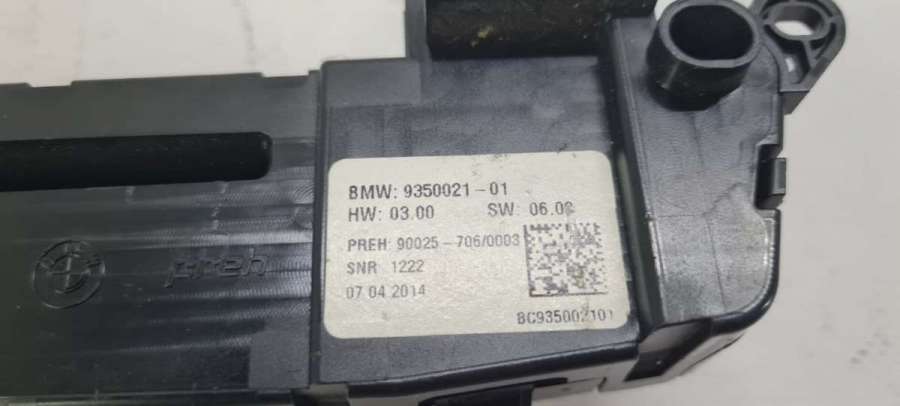 BMW: 9350021-01
HW: 03.00 SW: 06.00
PREH: 90025-706/0003
SNR 1222
07.04.2014
BC935002101
preh